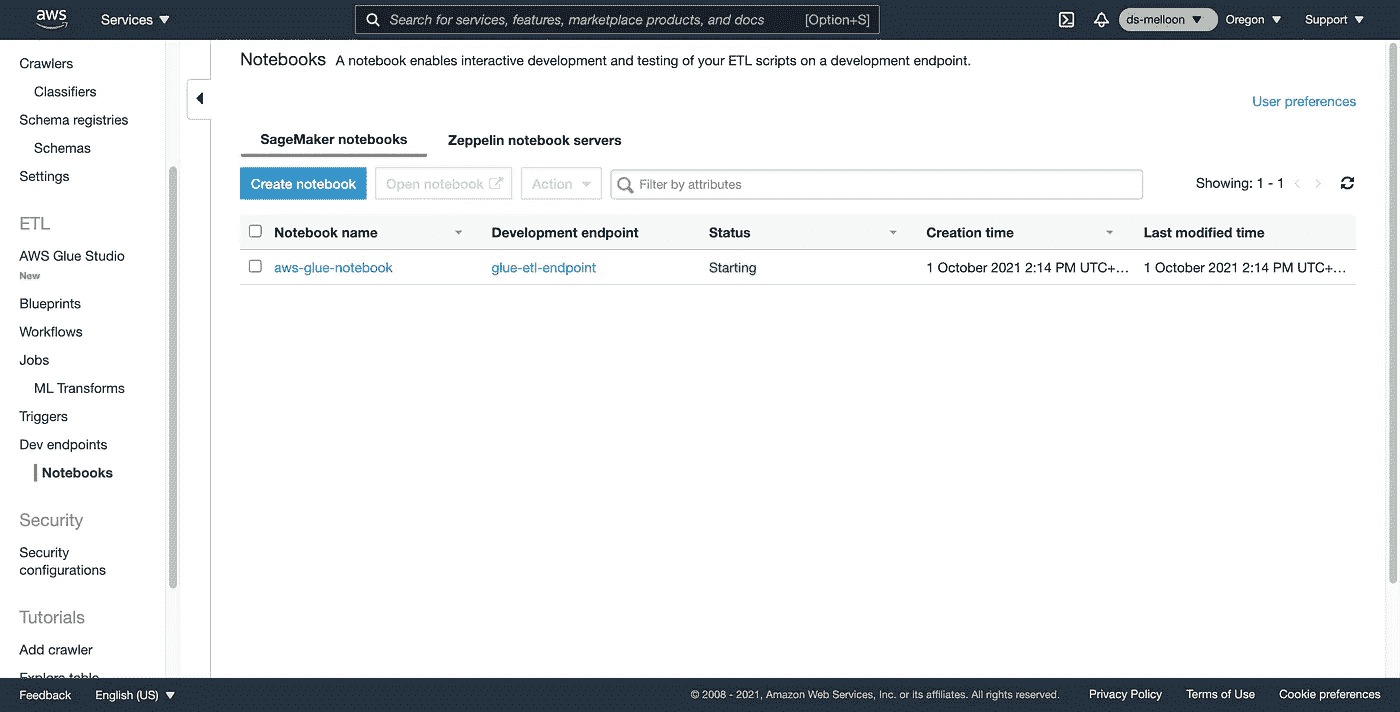 aws
Services
Search for services, features, marketplace products, and docs
[Option+S]
ds-melloon
Oregon
Support
Crawlers
Classifiers
Schema registries
Schemas
Settings
ETL
AWS Glue Studio
New
Blueprints
Workflows
Jobs
ML Transforms
Triggers
Dev endpoints
Notebooks
Security
Security
configurations
Tutorials
Add crawler
Explore table
Notebooks A notebook enables interactive development and testing of your ETL scripts on a development endpoint.
User preferences
SageMaker notebooks
Zeppelin notebook servers
Create notebook
Open notebook
Action
Filter by attributes
Showing: 1 - 1
Notebook name
Development endpoint
Status
Creation time
Last modified time
aws-glue-notebook
glue-etl-endpoint
Starting
1 October 2021 2:14 PM UTC+...
1 October 2021 2:14 PM UTC+...
Feedback
English (US)
© 2008 - 2021, Amazon Web Services, Inc. or its affiliates. All rights reserved.
Privacy Policy
Terms of Use
Cookie preferences